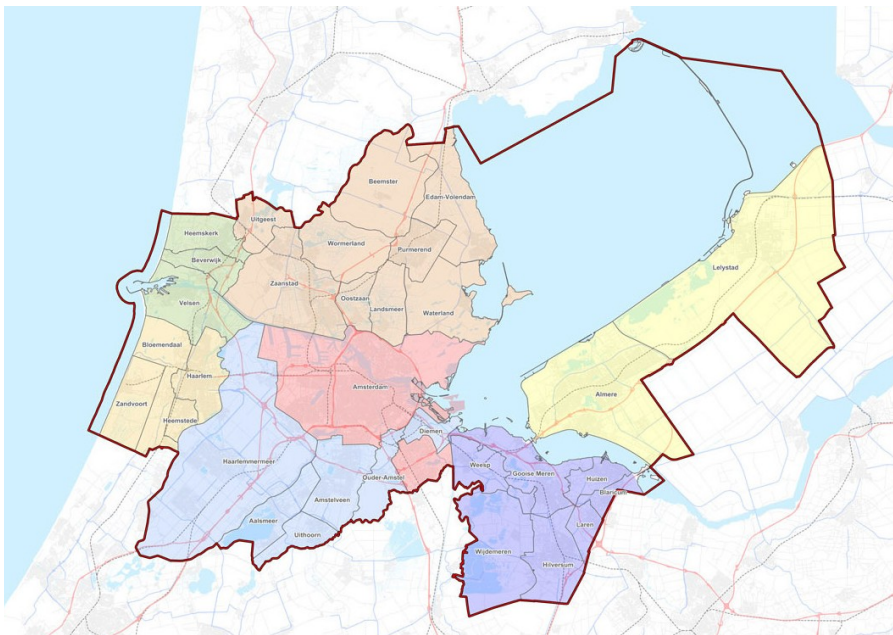 Beemster
Edam-Volendam
Uitgeest
Heemskerk
Wormerland
Purmerend
Beverwijk
Lelystad
Zaanstad
Oostzaan
Velsen
Landsmeer
Waterland
Bloemendaal
Haarlem
Amsterdam
Almere
Zandvoort
Heemstede
Diemen
Haarlemmermeer
Weesp
Gooise Meren
Ouder-Amstel
Huizen
Amstelveen
Blaricum
Aalsmeer
Laren
Uithoorn
Wijdemeren
Hilversum